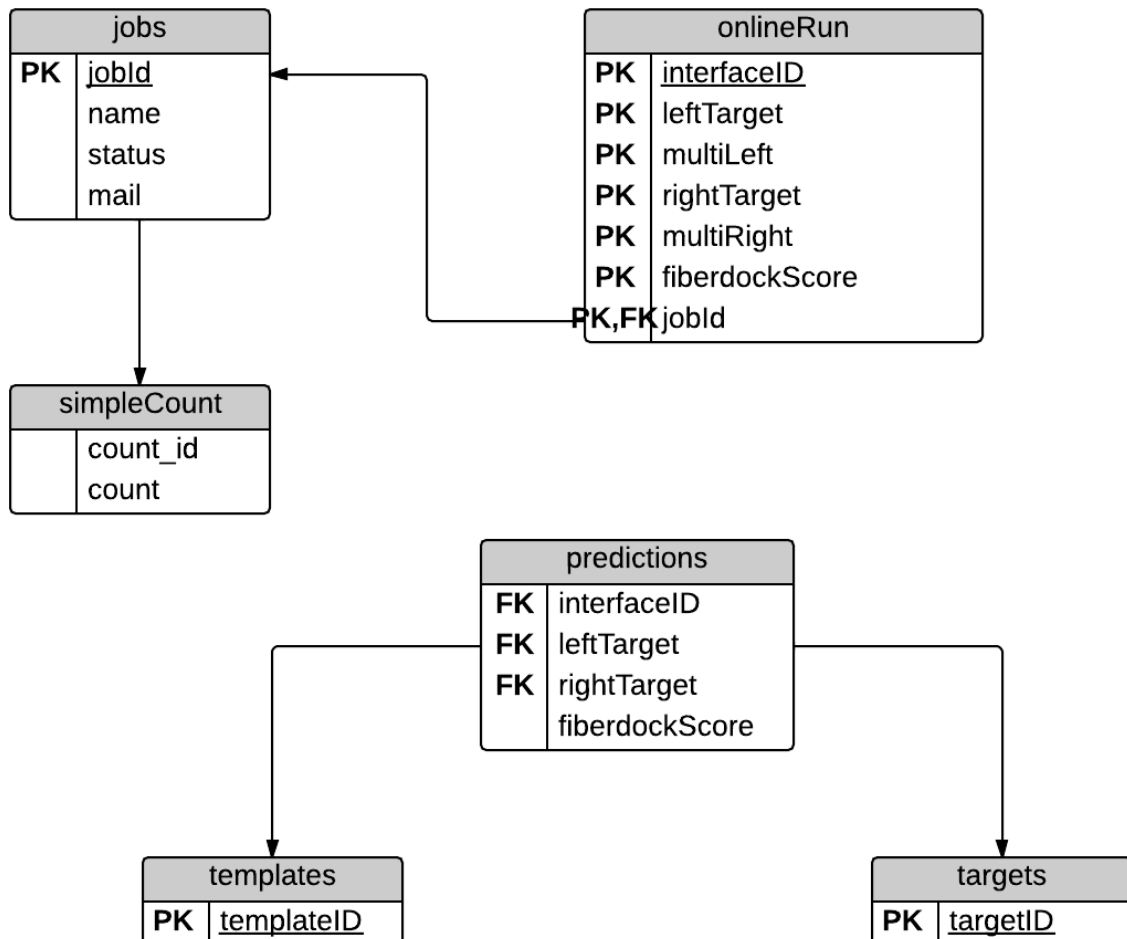 jobs
PK jobId
name
status
mail
onlineRun
PK interfaceID
PK leftTarget
PK multiLeft
PK rightTarget
PK multiRight
PK fiberdockScore
PK,FK jobId
simpleCount
count_id
count
predictions
FK interfaceID
FK leftTarget
FK rightTarget
fiberdockScore
templates
PK templateID
targets
PK targetID